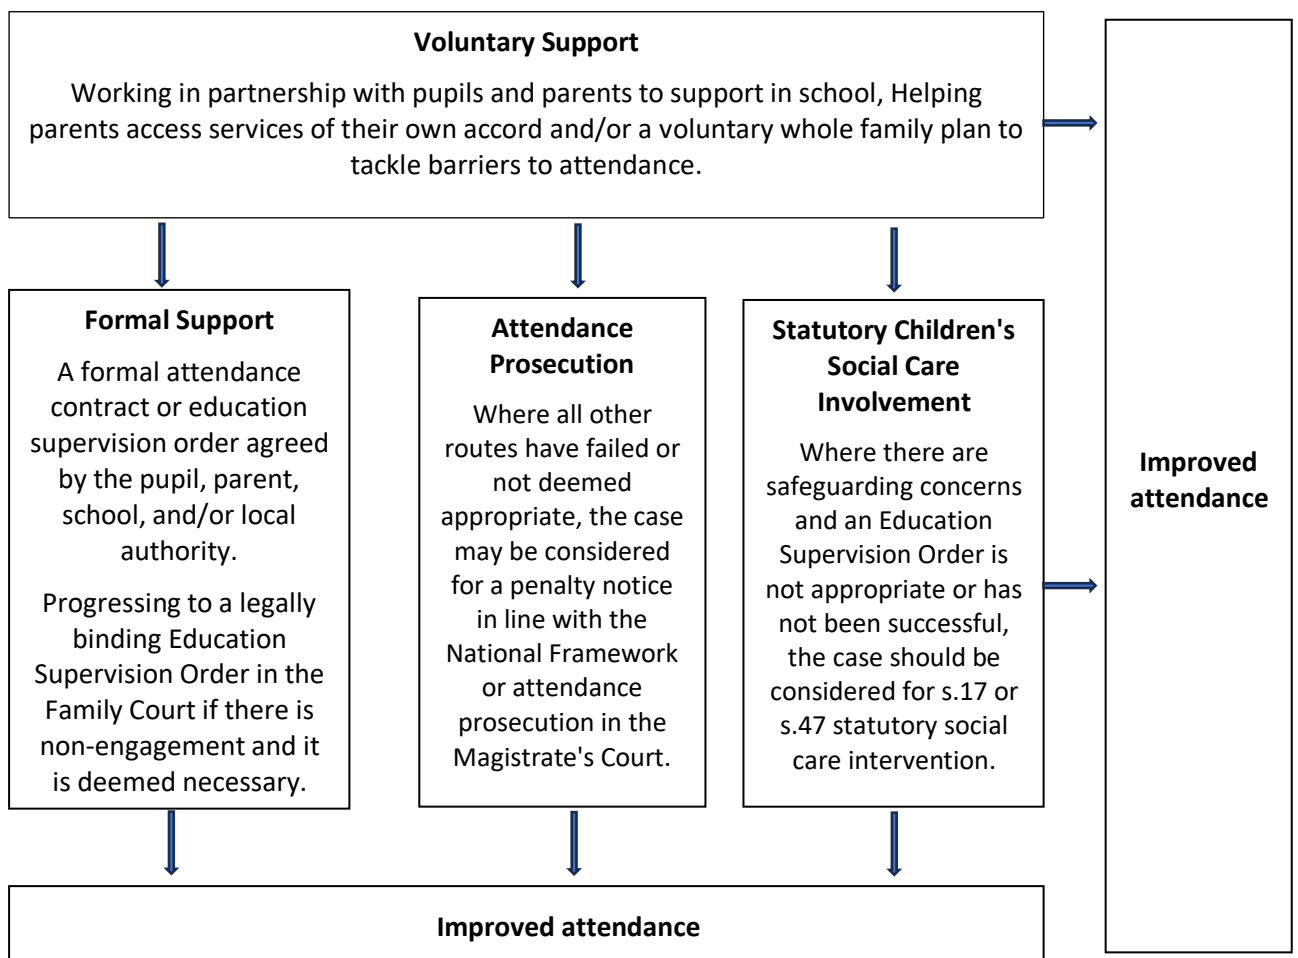 Voluntary Support
Working in partnership with pupils and parents to support in school, Helping
parents access services of their own accord and/or a voluntary whole family plan to
tackle barriers to attendance.
Formal Support
A formal attendance
contract or education
supervision order agreed
by the pupil, parent,
school, and/or local
authority.
Progressing to a legally
binding Education
Supervision Order in the
Family Court if there is
non-engagement and it
is deemed necessary.
Attendance
Prosecution
Where all other
routes have failed or
not deemed
appropriate, the case
may be considered
for a penalty notice
in line with the
National Framework
or attendance
prosecution in the
Magistrate's Court.
Statutory Children's
Social Care
Involvement
Where there are
safeguarding concerns
and an Education
Supervision Order is
not appropriate or has
not been successful,
the case should be
considered for s.17 or
s.47 statutory social
care intervention.
Improved
attendance
Improved attendance